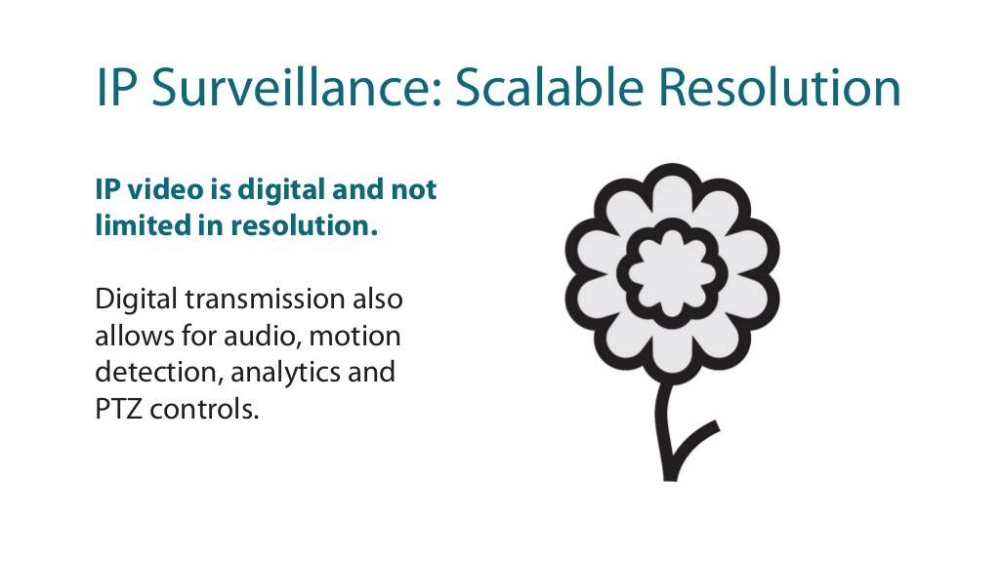 IP Surveillance: Scalable Resolution
IP video is digital and not
limited in resolution.
Digital transmission also
allows for audio, motion
detection, analytics and
PTZ controls.